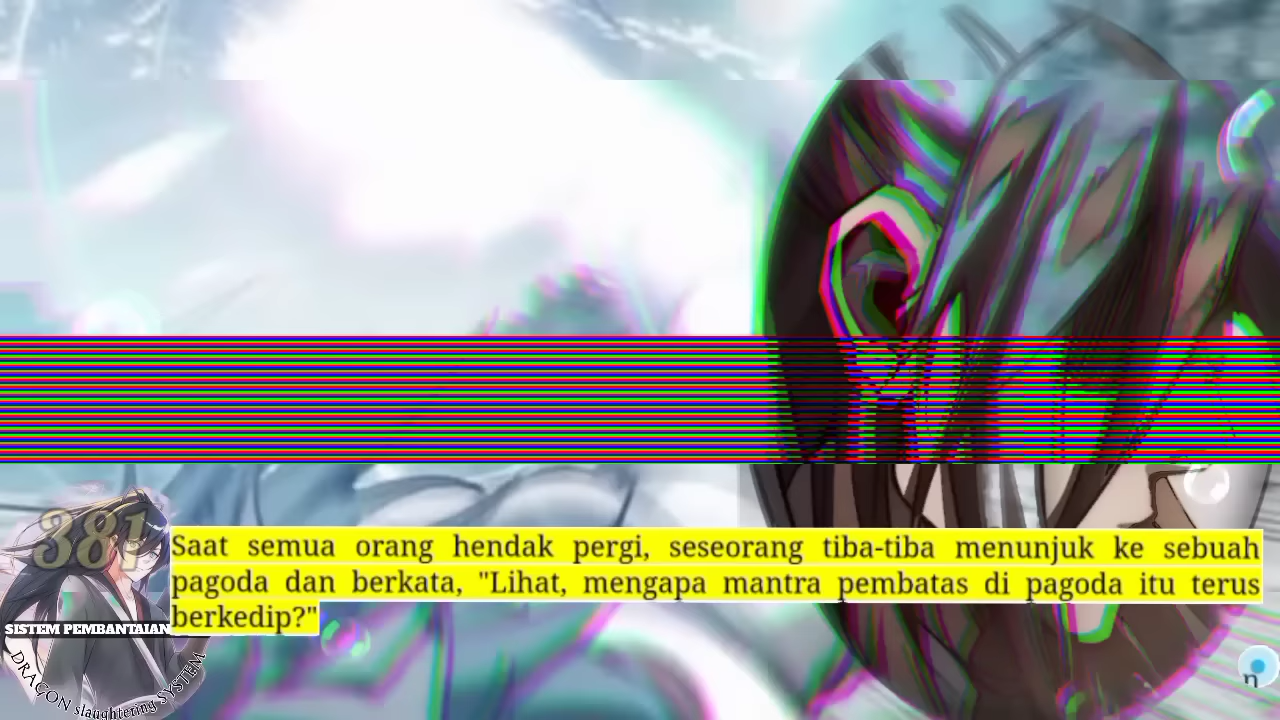 381
Saat semua orang hendak pergi, seseorang tiba-tiba menunjuk ke sebuah
pagoda dan berkata, "Lihat, mengapa mantra pembatas di pagoda itu terus
berkedip?"
SISTEM PEMBANTAIAN
DRAGON slaughtering SYSTEM
n